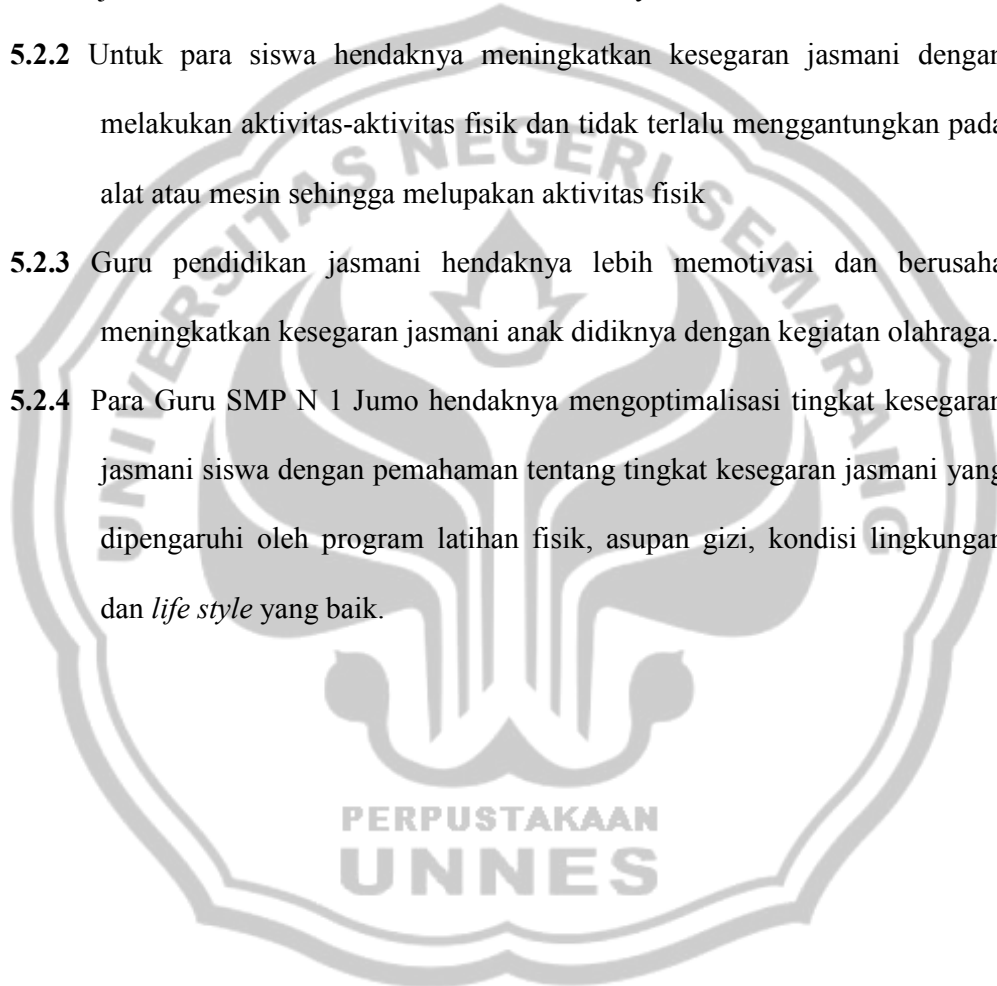 5.2.2 Untuk para siswa hendaknya meningkatkan kesegaran jasmani dengan
melakukan aktivitas-aktivitas fisik dan tidak terlalu menggantungkan pada
alat atau mesin sehingga melupakan aktivitas fisik
5.2.3 Guru pendidikan jasmani hendaknya lebih memotivasi dan berusaha
meningkatkan kesegaran jasmani anak didiknya dengan kegiatan olahraga.
5.2.4 Para Guru SMP N 1 Jumo hendaknya mengoptimalisasi tingkat kesegaran
jasmani siswa dengan pemahaman tentang tingkat kesegaran jasmani yang
dipengaruhi oleh program latihan fisik, asupan gizi, kondisi lingkungan
dan life style yang baik.
UNIVERSITAS NEGERI SEMARANG
PERPUSTAKAAN
UNNES